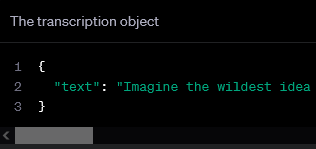 The transcription object
1 {
2 "text": "Imagine the wildest idea
3 }